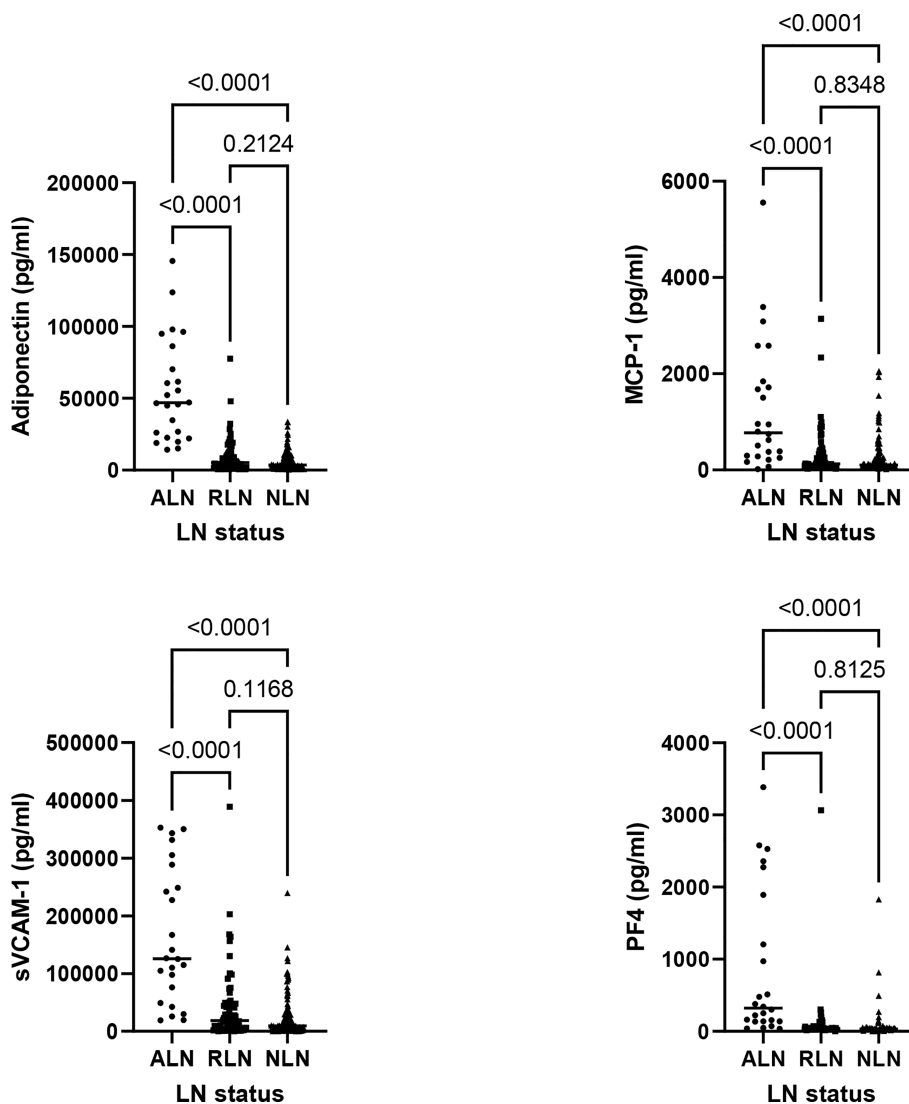 <0.0001
0.2124
<0.0001
Adiponectin (pg/ml)
200000
150000
100000
50000
0
ALN RLN NLN
LN status
<0.0001
0.8348
<0.0001
MCP-1 (pg/ml)
6000
4000
2000
0
ALN RLN NLN
LN status
<0.0001
0.1168
<0.0001
sVCAM-1 (pg/ml)
500000
400000
300000
200000
100000
0
ALN RLN NLN
LN status
<0.0001
0.8125
<0.0001
PF4 (pg/ml)
4000
3000
2000
1000
0
ALN RLN NLN
LN status